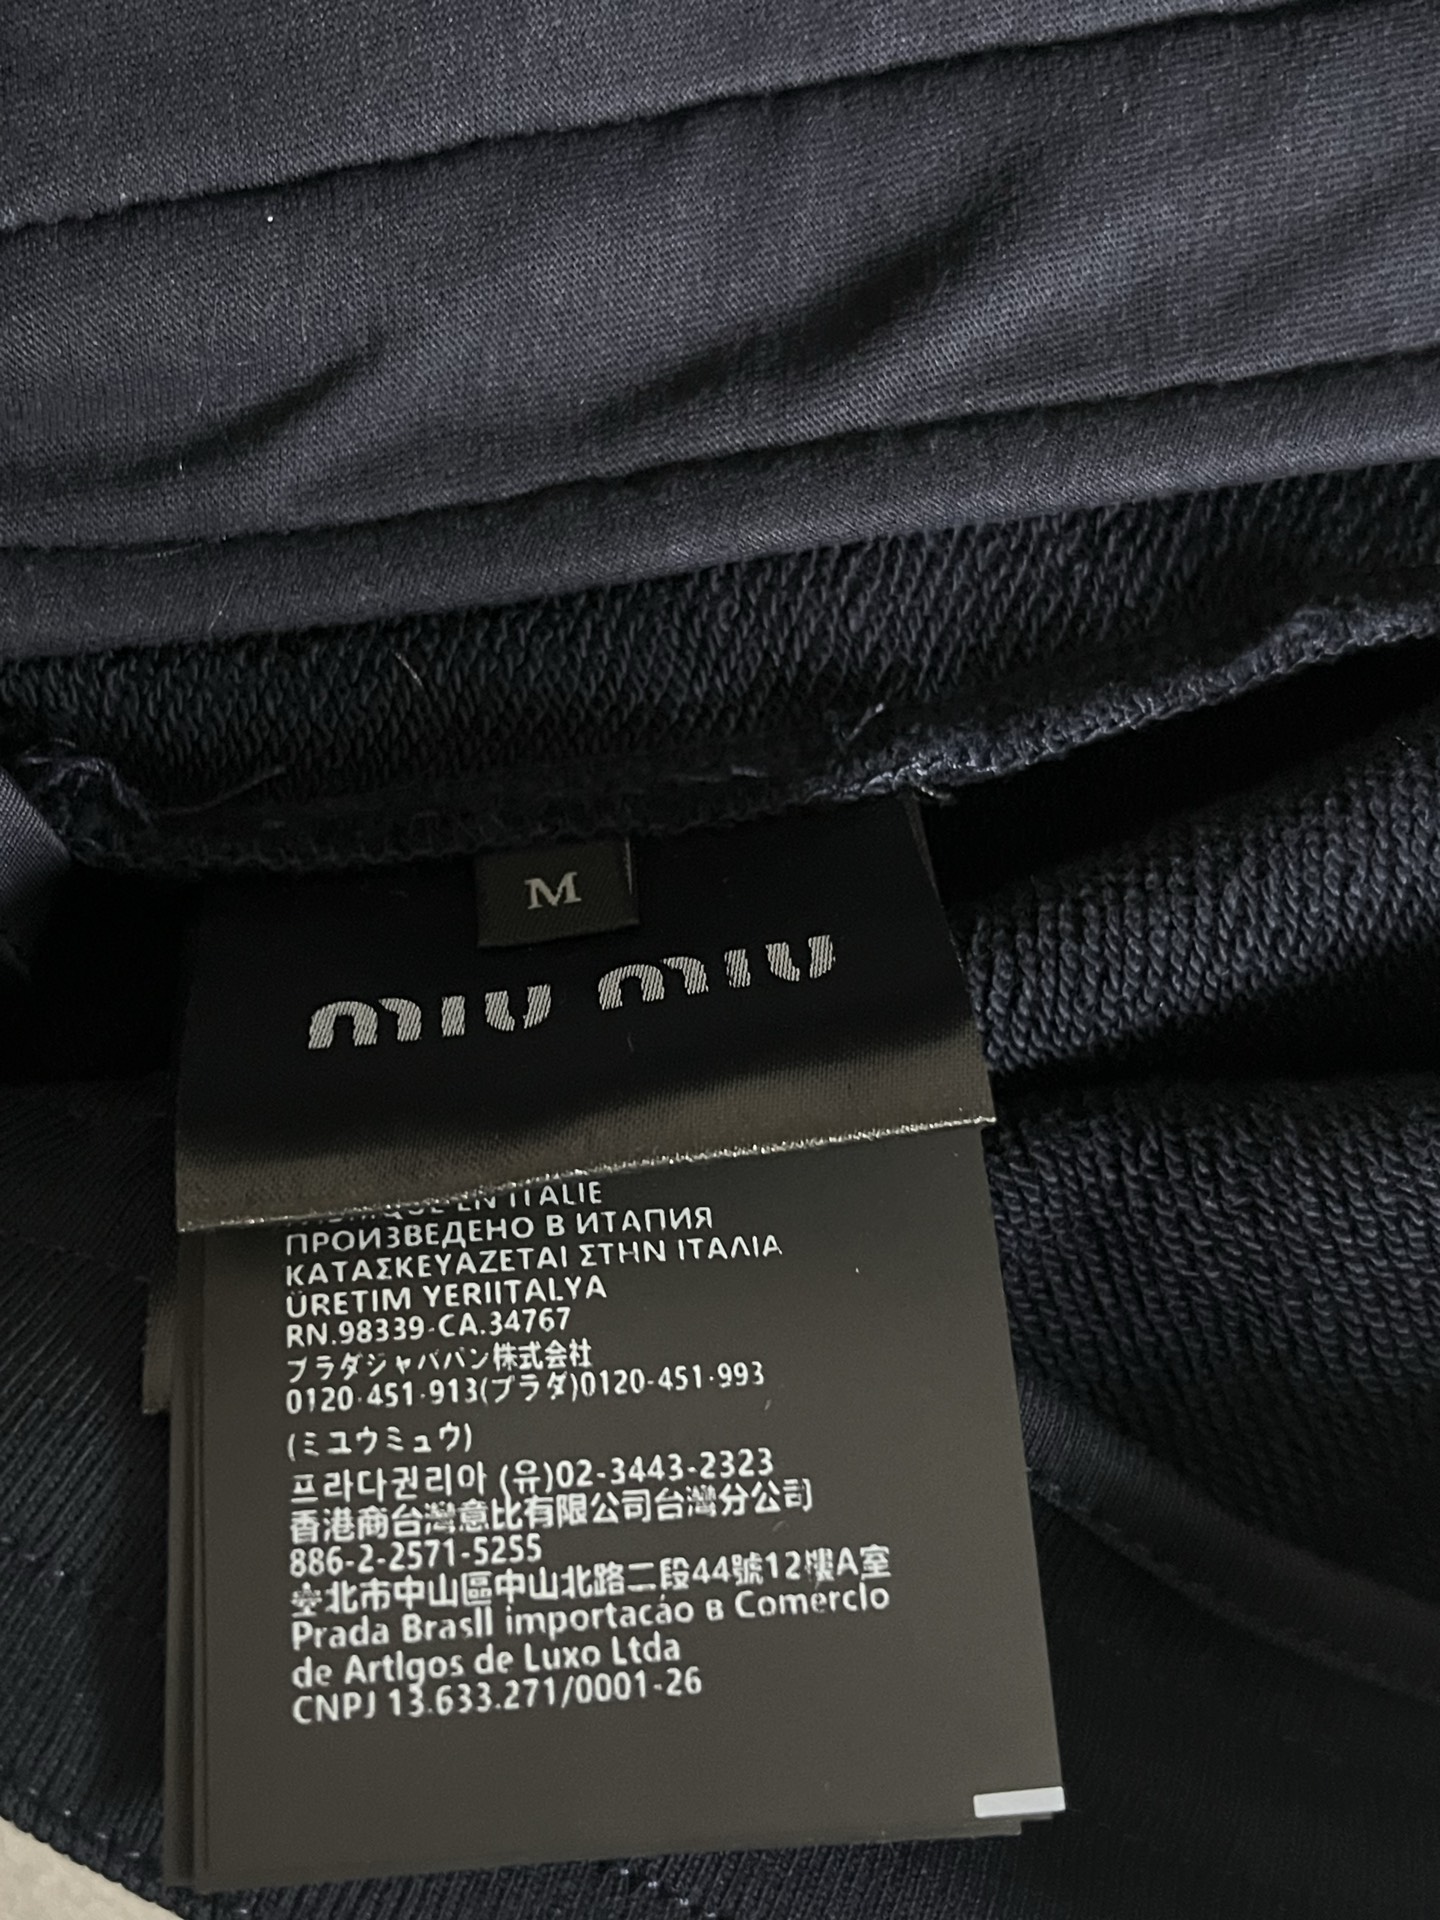 M
miu miu
EN ITALIE
ПРОИЗВЕДЕНО В ИТАПИЯ
ΚΑΤΑΣΚΕΥΑΖΕΤΑΙ ΣΤΗΝ ΙΤΑΛΙΑ
ÜRETIM YERIITALYA
RN.98339-CA.34767
プラダジャババン株式会社
0120-451-913(プラダ)0120-451-993
(ミユウミュウ)
프라다권리아 (유)02-3443-2323
香港商台灣意比有限公司台灣分公司
886-2-2571-5255
北市中山區中山北路二段44號12樓A室
Prada Brasll importacáo в Comerclo
de Artlgos de Luxo Ltda
CNPJ 13.633.271/0001-26